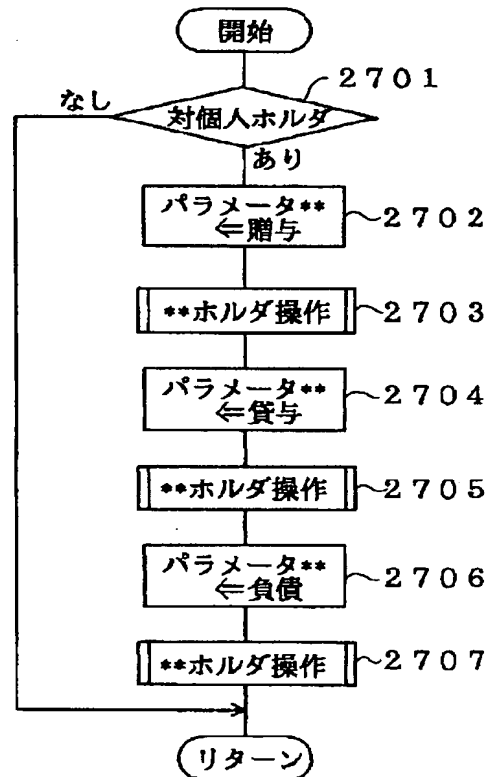 開始
2701
なし
対個人ホルダ
あり
パラメータ**
⇐贈与
2702
**ホルダ操作
2703
パラメータ**
⇐貸与
2704
**ホルダ操作
2705
パラメータ**
⇐負債
2706
**ホルダ操作
2707
リターン